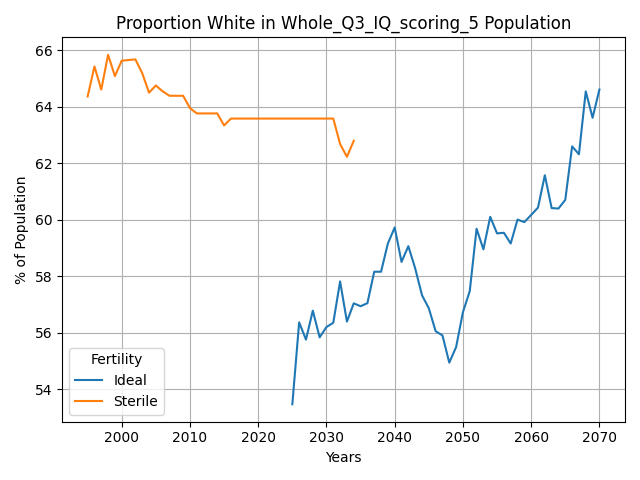 Proportion White in Whole_Q3_IQ_scoring_5 Population
% of Population
66
64
62
60
58
56
54
Fertility
Ideal
Sterile
2000 2010 2020 2030 2040 2050 2060 2070
Years